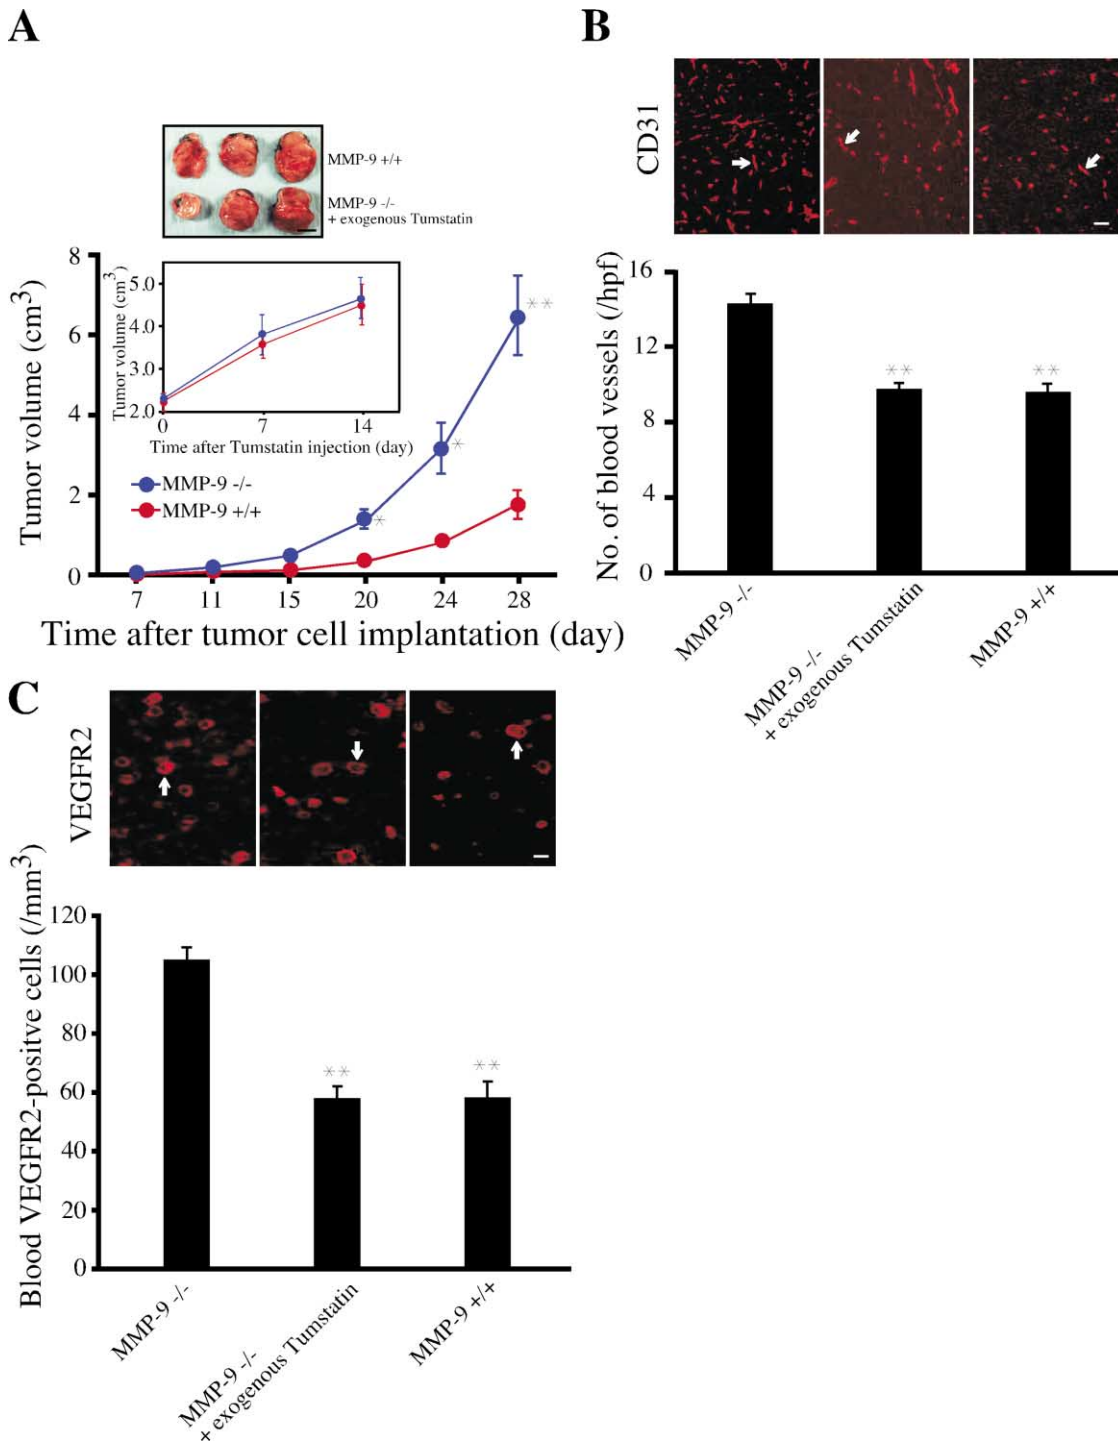 A
MMP-9 +/+
MMP-9 -/-
+ exogenous Tumstatin
Tumor volume (cm3)
8
6
4
2
0
Tumor volume (cm3)
5.0
4.0
3.0
2.0
0
7
14
Time after Tumstatin injection (day)
MMP-9 -/-
MMP-9 +/+
**
*
*
7
11
15
20
24
28
Time after tumor cell implantation (day)
B
CD31
No. of blood vessels (/hpf)
16
12
8
4
0
**
**
MMP-9 -/-
MMP-9 -/-
+ exogenous Tumstatin
MMP-9 +/+
C
VEGFR2
Blood VEGFR2-positve cells (/mm3)
120
100
80
60
40
20
0
**
**
MMP-9 -/-
MMP-9 -/-
+ exogenous Tumstatin
MMP-9 +/+